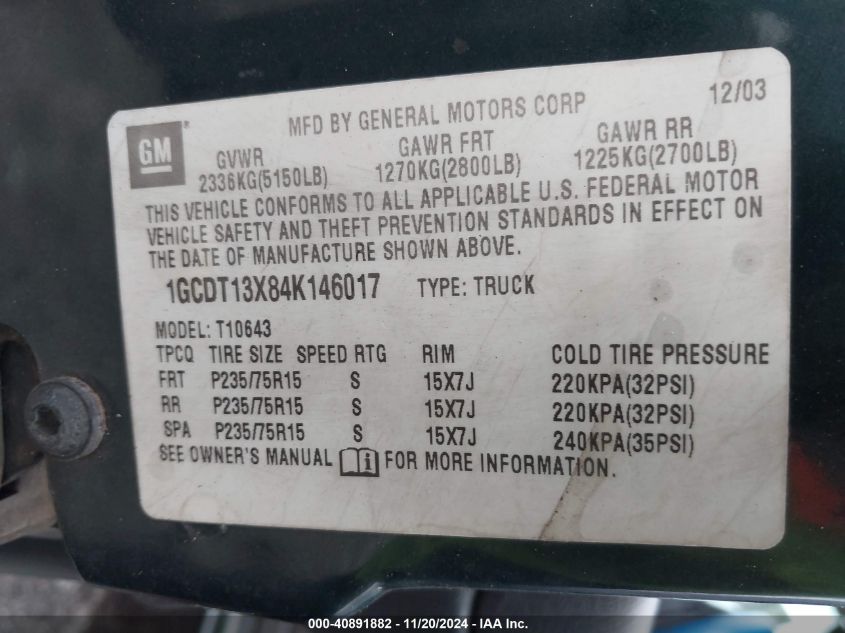 12/03
GM
MFD BY GENERAL MOTORS CORP
GVWR GAWR FRT GAWR RR
2336KG(5150LB) 1270KG(2800LB) 1225KG(2700LB)
THIS VEHICLE CONFORMS TO ALL APPLICABLE U.S. FEDERAL MOTOR
VEHICLE SAFETY AND THEFT PREVENTION STANDARDS IN EFFECT ON
THE DATE OF MANUFACTURE SHOWN ABOVE.
1GCDT13X84K146017 TYPE: TRUCK
MODEL: T10643
TPCQ TIRE SIZE SPEED RTG RIM COLD TIRE PRESSURE
FRT P235/75R15 S 15X7J 220KPA(32PSI)
RR P235/75R15 S 15X7J 220KPA(32PSI)
SPA P235/75R15 S 15X7J 240KPA(35PSI)
SEE OWNER'S MANUAL FOR MORE INFORMATION.
000-40891882 - 11/20/2024 - IAA Inc.